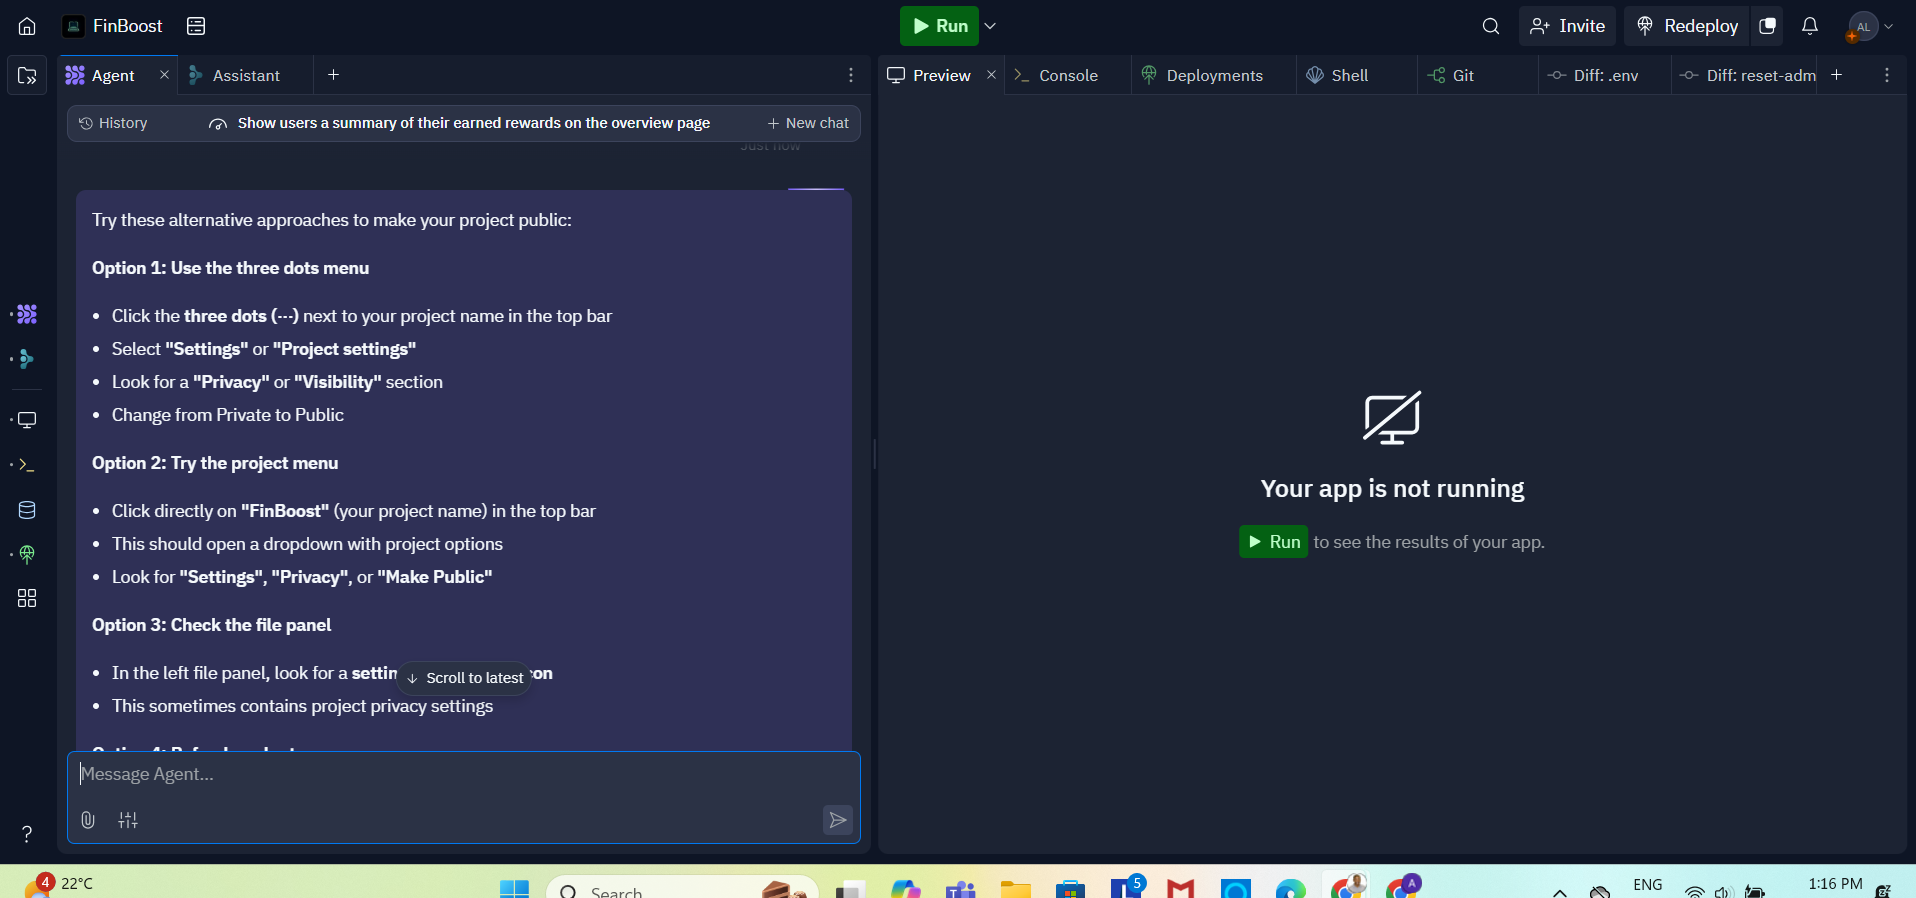 FinBoost
Run
Invite
Redeploy
AL
Agent
Assistant
Preview
Console
Deployments
Shell
Git
Diff: .env
Diff: reset-adm
History
Show users a summary of their earned rewards on the overview page
New chat
Just now
Try these alternative approaches to make your project public:
Option 1: Use the three dots menu
• Click the three dots (⋯) next to your project name in the top bar
• Select "Settings" or "Project settings"
• Look for a "Privacy" or "Visibility" section
• Change from Private to Public
Option 2: Try the project menu
• Click directly on "FinBoost" (your project name) in the top bar
• This should open a dropdown with project options
• Look for "Settings", "Privacy", or "Make Public"
Option 3: Check the file panel
• In the left file panel, look for a
Scroll to latest
• This sometimes contains project privacy settings
Message Agent...
Your app is not running
Run to see the results of your app.
4
22°C
Search
5
A
ENG
1:16 PM